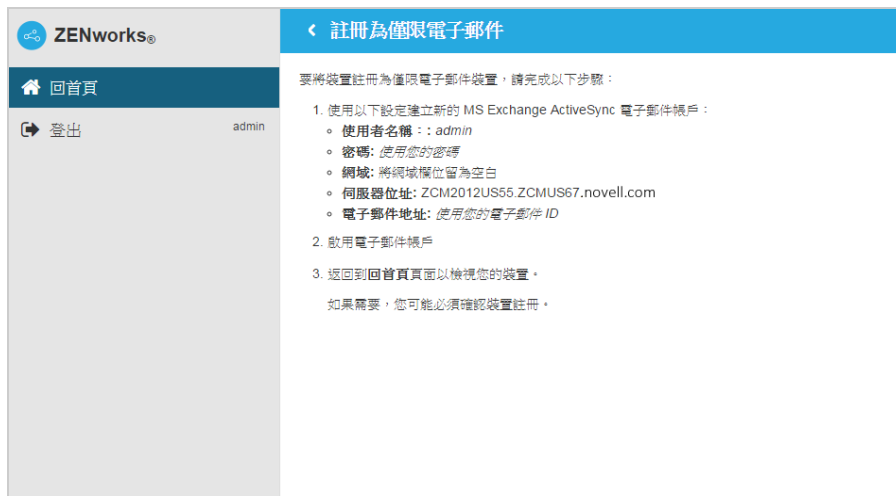 ZENworks®
回首頁
登出 admin
註冊為僅限電子郵件
要將裝置註冊為僅限電子郵件裝置，請完成以下步驟：
1. 使用以下設定建立新的 MS Exchange ActiveSync 電子郵件帳戶：
使用者名稱：: admin
密碼: 使用您的密碼
網域: 將網域欄位留為空白
伺服器位址: ZCM2012US55.ZCMUS67.novell.com
電子郵件地址: 使用您的電子郵件 ID
2. 啟用電子郵件帳戶
3. 返回到回首頁頁面以檢視您的裝置。
如果需要，您可能必須確認裝置註冊。